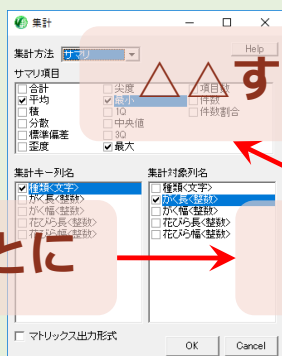 集計
集計方法 サマリ Help
サマリ項目
合計 尖度 項目数
平均 最小 件数
積 1Q 件数割合
分散 中央値
標準偏差 3Q
歪度 最大
△△す
集計キー列名 集計対象列名
種類<文字> 種類<文字>
がく長<整数> がく長<整数>
がく幅<整数> がく幅<整数>
花びら長<整数> 花びら長<整数>
花びら幅<整数> 花びら幅<整数>
とに
マトリックス出力形式
OK Cancel